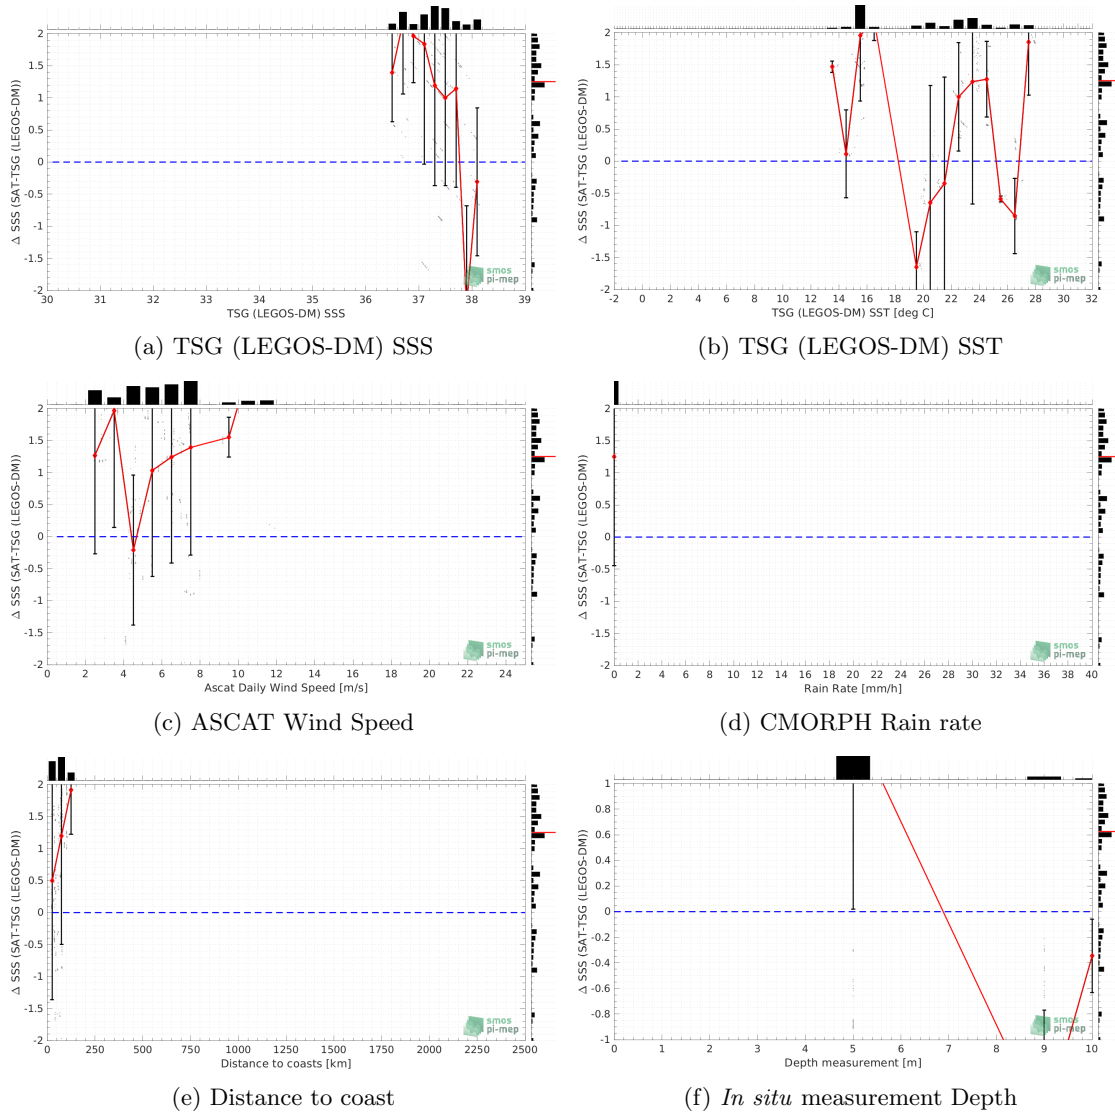 2
1.5
1
0.5
0
-0.5
-1
-1.5
-2
Δ SSS (SAT-TSG (LEGOS-DM))
30 31 32 33 34 35 36 37 38 39
TSG (LEGOS-DM) SSS
smos
pi-mep
(a) TSG (LEGOS-DM) SSS
2
1.5
1
0.5
0
-0.5
-1
-1.5
-2
Δ SSS (SAT-TSG (LEGOS-DM))
-2 0 2 4 6 8 10 12 14 16 18 20 22 24 26 28 30 32
TSG (LEGOS-DM) SST [deg C]
smos
pi-mep
(b) TSG (LEGOS-DM) SST
2
1.5
1
0.5
0
-0.5
-1
-1.5
-2
Δ SSS (SAT-TSG (LEGOS-DM))
0 2 4 6 8 10 12 14 16 18 20 22 24
Ascat Daily Wind Speed [m/s]
smos
pi-mep
(c) ASCAT Wind Speed
2
1.5
1
0.5
0
-0.5
-1
-1.5
-2
Δ SSS (SAT-TSG (LEGOS-DM))
0 2 4 6 8 10 12 14 16 18 20 22 24 26 28 30 32 34 36 38 40
Rain Rate [mm/h]
smos
pi-mep
(d) CMORPH Rain rate
2
1.5
1
0.5
0
-0.5
-1
-1.5
-2
Δ SSS (SAT-TSG (LEGOS-DM))
0 250 500 750 1000 1250 1500 1750 2000 2250 2500
Distance to coasts [km]
smos
pi-mep
(e) Distance to coast
1
0.8
0.6
0.4
0.2
0
-0.2
-0.4
-0.6
-0.8
-1
Δ SSS (SAT-TSG (LEGOS-DM))
0 1 2 3 4 5 6 7 8 9 10
Depth measurement [m]
smos
pi-mep
(f) In situ measurement Depth